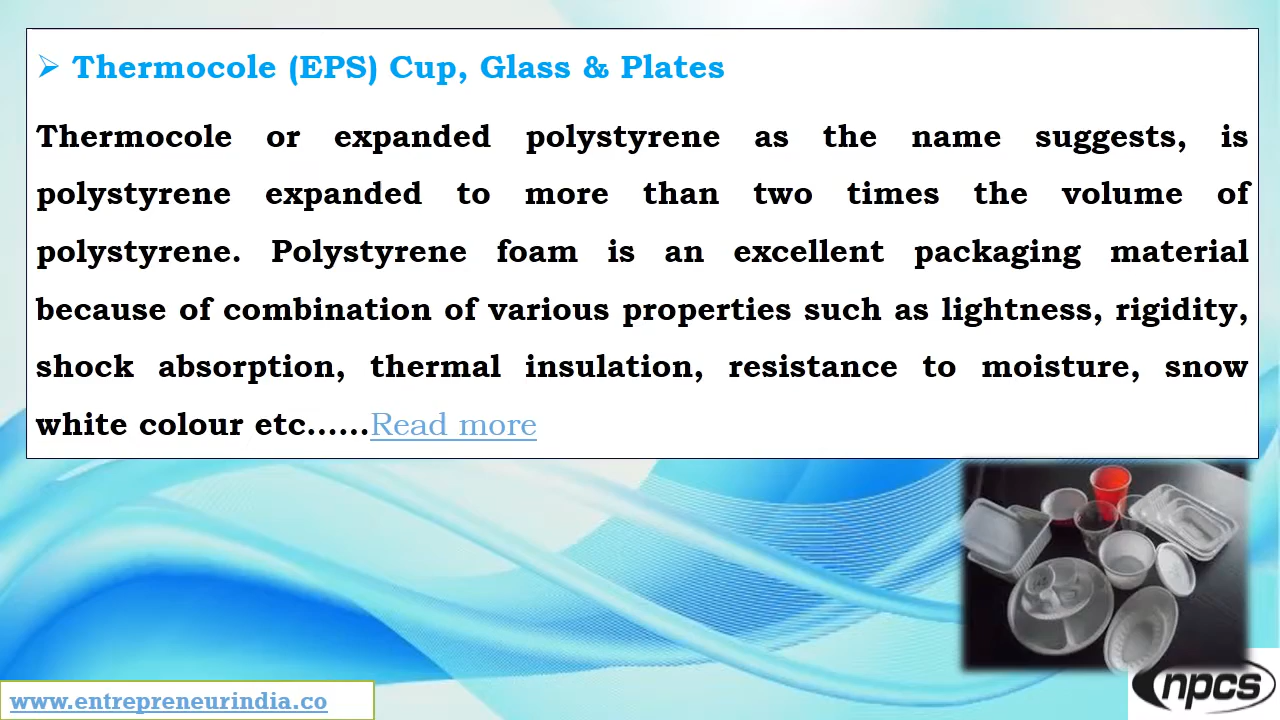 ➢ Thermocole (EPS) Cup, Glass & Plates
Thermocole or expanded polystyrene as the name suggests, is
polystyrene expanded to more than two times the volume of
polystyrene. Polystyrene foam is an excellent packaging material
because of combination of various properties such as lightness, rigidity,
shock absorption, thermal insulation, resistance to moisture, snow
white colour etc......Read more
www.entrepreneurindia.co
npcs